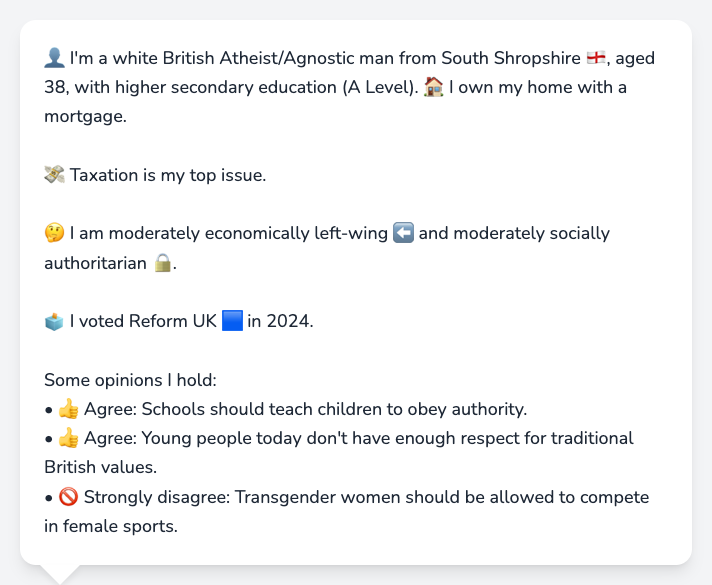 👤 I'm a white British Atheist/Agnostic man from South Shropshire 🏴󠁧󠁢󠁥󠁮󠁧󠁿, aged
38, with higher secondary education (A Level). 🏠 I own my home with a
mortgage.
💸 Taxation is my top issue.
🤔 I am moderately economically left-wing ⬅️ and moderately socially
authoritarian 🔒.
🗳️ I voted Reform UK 🟦 in 2024.
Some opinions I hold:
• 👍 Agree: Schools should teach children to obey authority.
• 👍 Agree: Young people today don't have enough respect for traditional
British values.
• 🚫 Strongly disagree: Transgender women should be allowed to compete
in female sports.